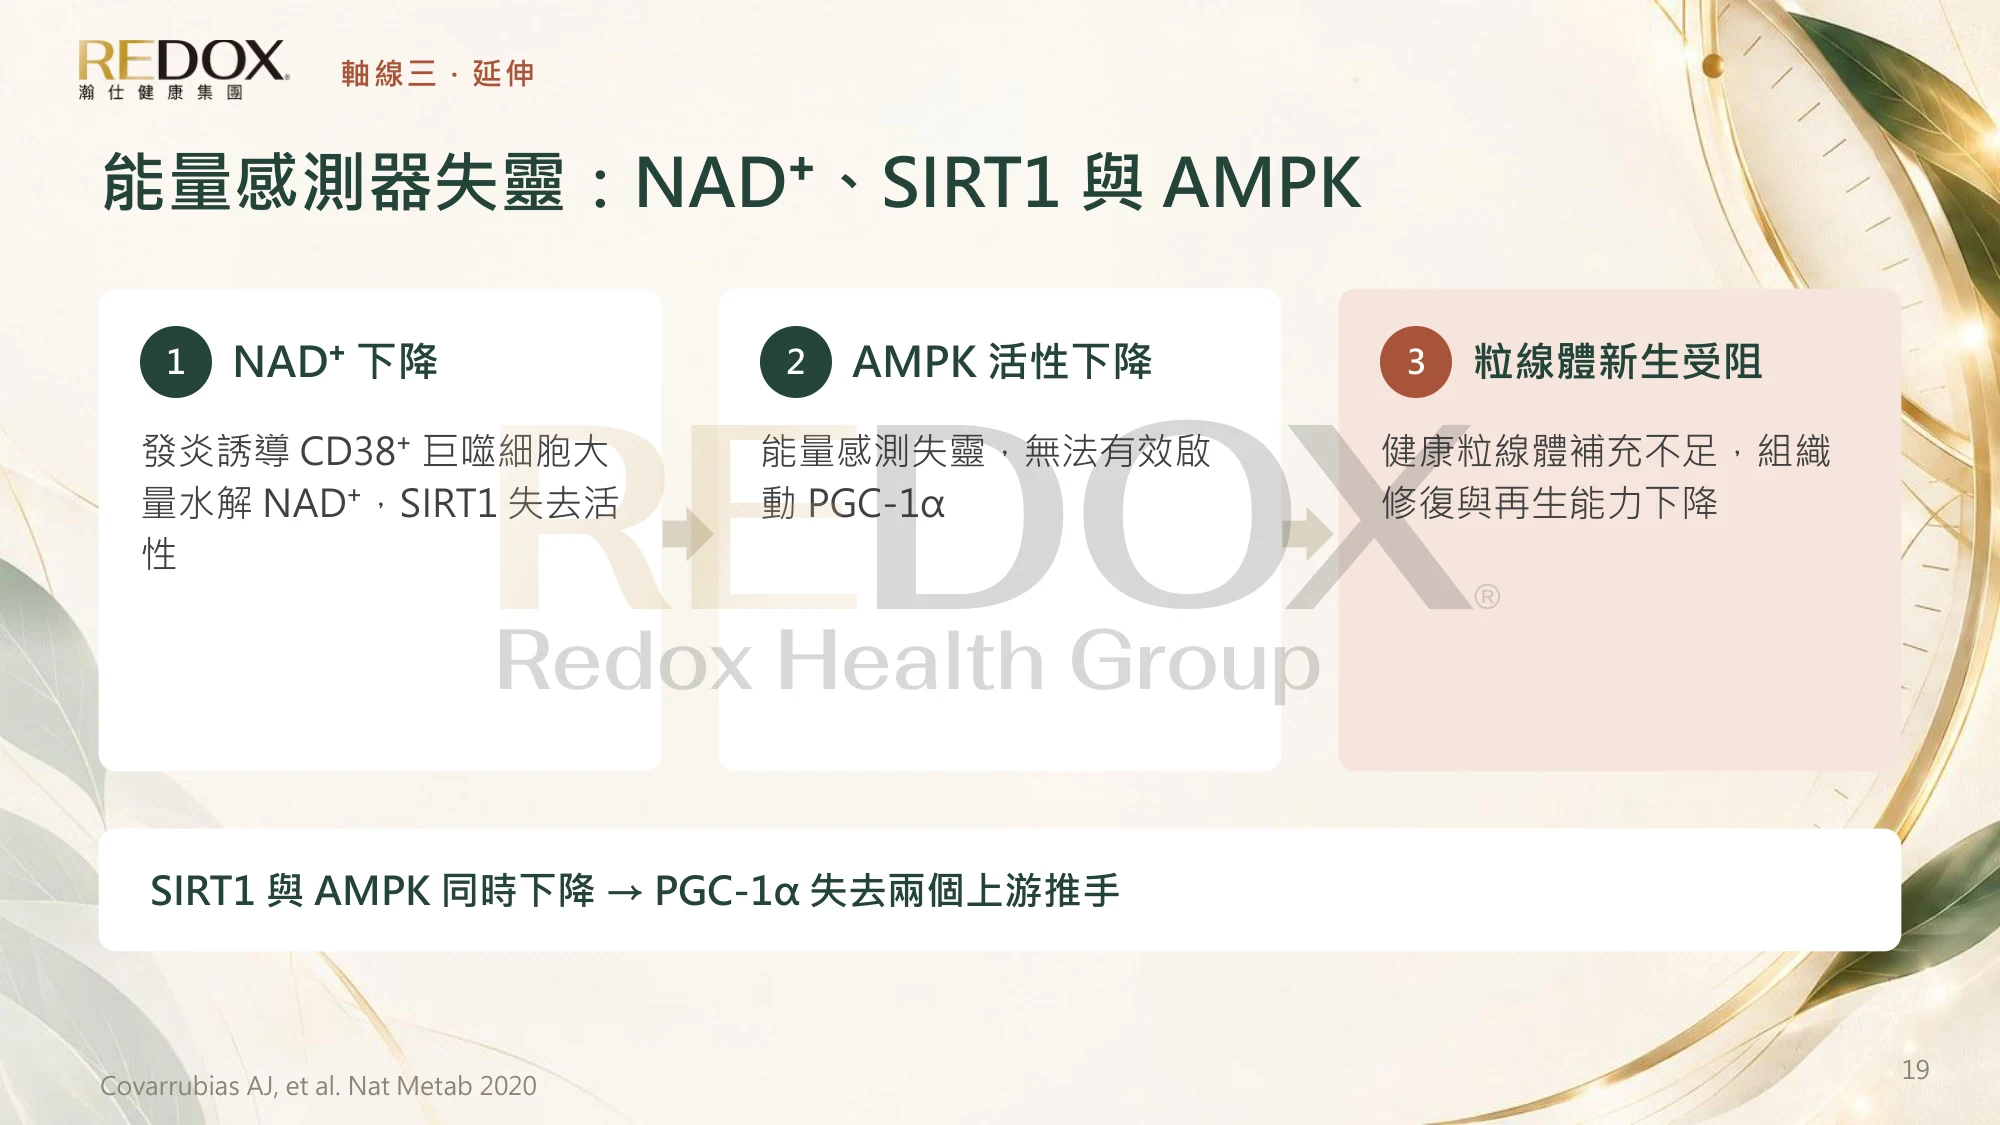 REDOX®
瀚仕健康集團
軸線三・延伸
能量感測器失靈：NAD⁺、SIRT1 與 AMPK
1 NAD⁺ 下降
發炎誘導 CD38⁺ 巨噬細胞大
量水解 NAD⁺，SIRT1 失去活
性
2 AMPK 活性下降
能量感測失靈，無法有效啟
動 PGC-1α
3 粒線體新生受阻
健康粒線體補充不足，組織
修復與再生能力下降
REDOX®
Redox Health Group
SIRT1 與 AMPK 同時下降 → PGC-1α 失去兩個上游推手
Covarrubias AJ, et al. Nat Metab 2020
19